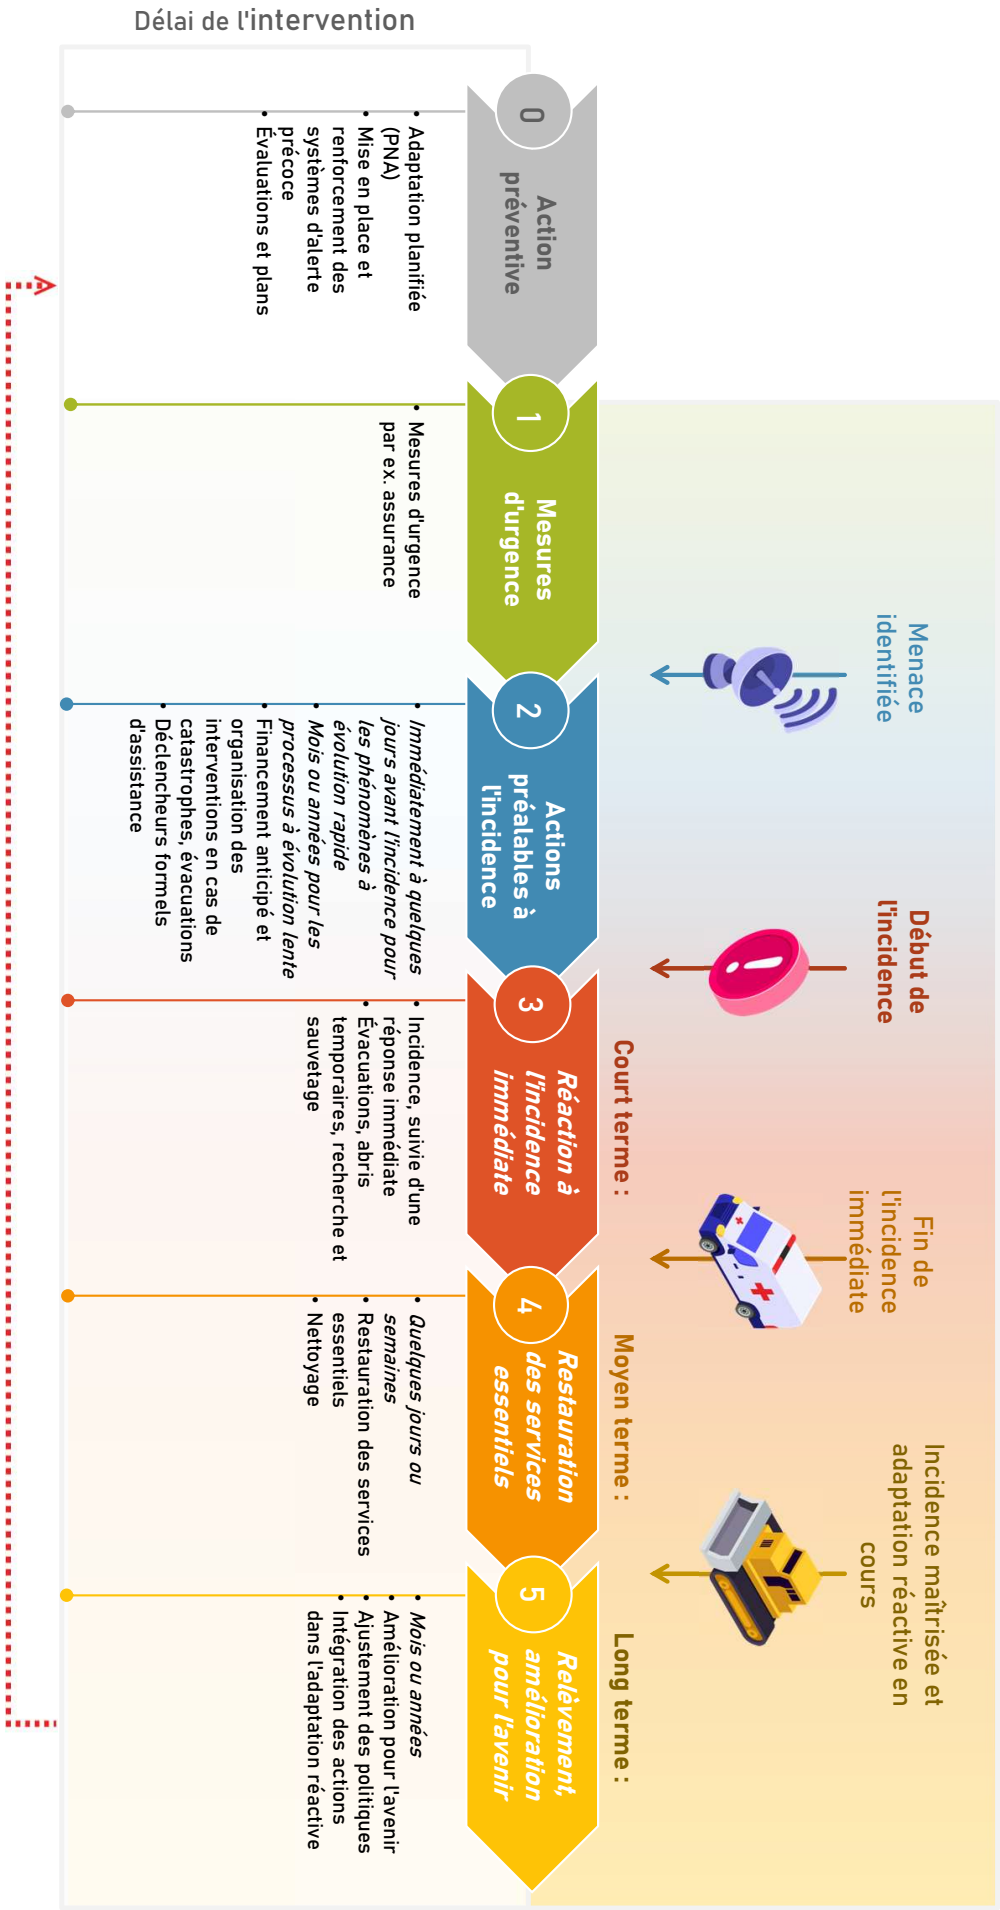 Délai de l'intervention
Menace
identifiée
Début de
l'incidence
Fin de
l'incidence
immédiate
Incidence maîtrisée et
adaptation réactive en
cours
Court terme :
Moyen terme :
Long terme :
0
Action
préventive
1
Mesures
d'urgence
2
Actions
préalables à
l'incidence
3
Réaction à
l'incidence
immédiate
4
Restauration
des services
essentiels
5
Relèvement,
amélioration
pour l'avenir
• Adaptation planifiée
(PNA)
• Mise en place et
renforcement des
systèmes d'alerte
précoce
• Évaluations et plans
• Mesures d'urgence
par ex. assurance
• Immédiatement à quelques
jours avant l'incidence pour
les phénomènes à
évolution rapide
• Mois ou années pour les
processus à évolution lente
• Financement anticipé et
organisation des
interventions en cas de
catastrophes, évacuations
• Déclencheurs formels
d'assistance
• Incidence, suivie d'une
réponse immédiate
• Évacuations, abris
temporaires, recherche et
sauvetage
• Quelques jours ou
semaines
• Restauration des services
essentiels
• Nettoyage
• Mois ou années
• Amélioration pour l'avenir
• Ajustement des politiques
• Intégration des actions
dans l'adaptation réactive